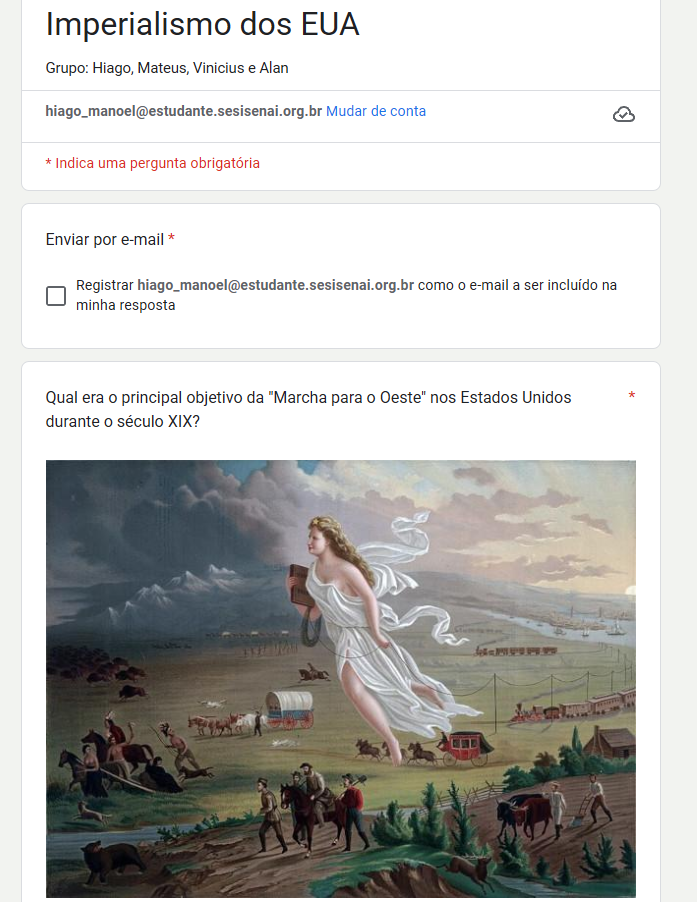 Imperialismo dos EUA
Grupo: Hiago, Mateus, Vinicius e Alan
hiago_manoel@estudante.sesisenai.org.br Mudar de conta
* Indica uma pergunta obrigatória
Enviar por e-mail *
Registrar hiago_manoel@estudante.sesisenai.org.br como o e-mail a ser incluído na
minha resposta
Qual era o principal objetivo da "Marcha para o Oeste" nos Estados Unidos *
durante o século XIX?